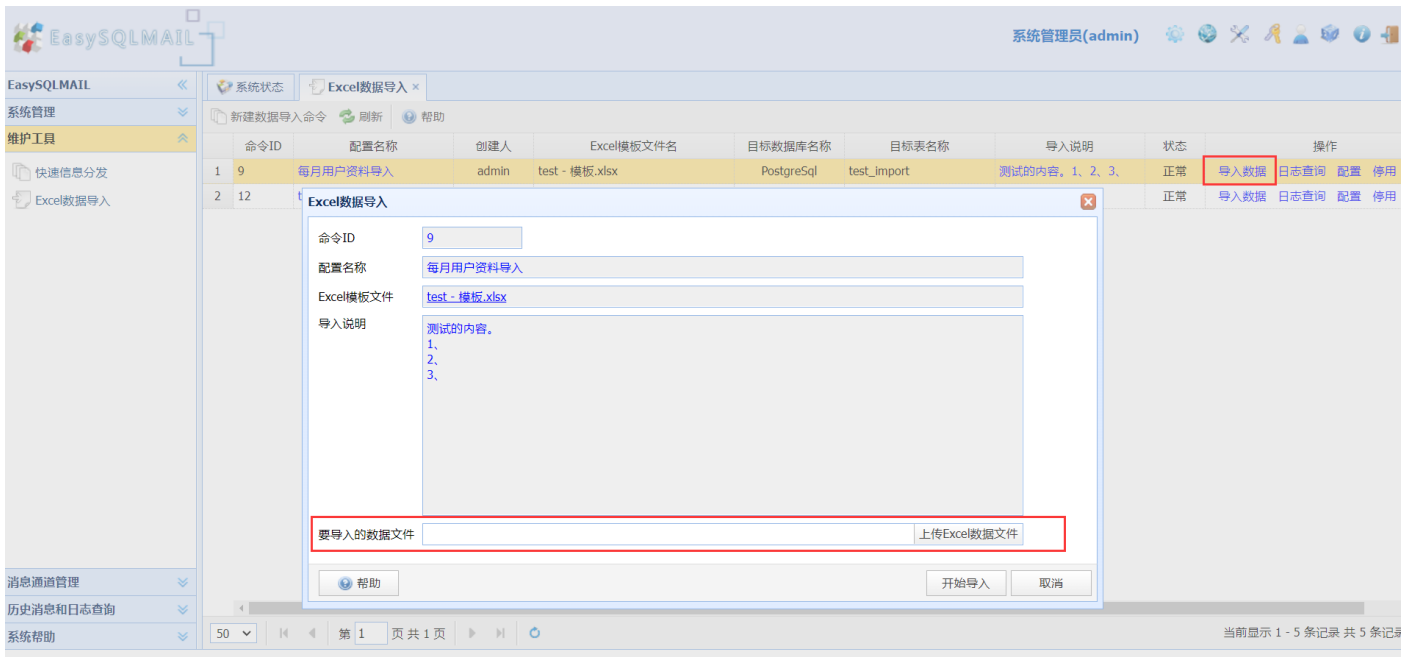 EasySQLMAIL
系统管理员(admin)
EasySQLMAIL
系统管理
维护工具
快速信息分发
Excel数据导入
消息通道管理
历史消息和日志查询
系统帮助
系统状态 Excel数据导入 ×
新建数据导入命令 刷新 帮助
命令ID 配置名称 创建人 Excel模板文件名 目标数据库名称 目标表名称 导入说明 状态 操作
1 9 每月用户资料导入 admin test - 模板.xlsx PostgreSql test_import 测试的内容。1、2、3、 正常 导入数据 日志查询 配置 停用
2 12 t 正常 导入数据 日志查询 配置 停用
Excel数据导入
命令ID 9
配置名称 每月用户资料导入
Excel模板文件 test - 模板.xlsx
导入说明 测试的内容。
1、
2、
3、
要导入的数据文件 上传Excel数据文件
帮助 开始导入 取消
50 第 1 页 共 1 页 当前显示 1 - 5 条记录 共 5 条记